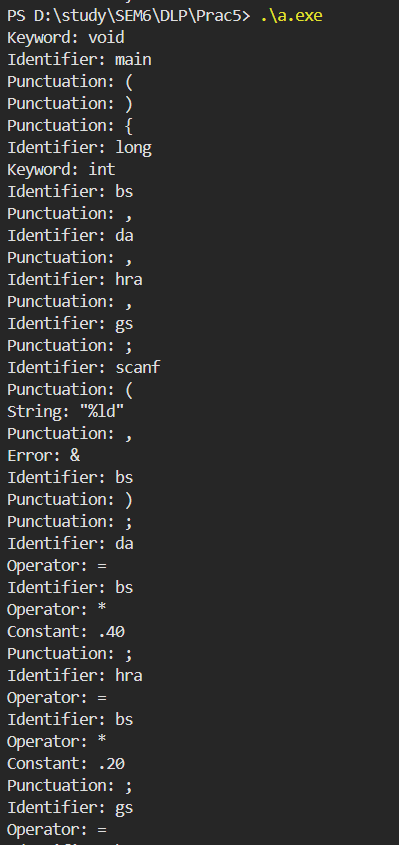 PS D:\study\SEM6\DLP\Prac5> .\a.exe
Keyword: void
Identifier: main
Punctuation: (
Punctuation: )
Punctuation: {
Identifier: long
Keyword: int
Identifier: bs
Punctuation: ,
Identifier: da
Punctuation: ,
Identifier: hra
Punctuation: ,
Identifier: gs
Punctuation: ;
Identifier: scanf
Punctuation: (
String: "%ld"
Punctuation: ,
Error: &
Identifier: bs
Punctuation: )
Punctuation: ;
Identifier: da
Operator: =
Identifier: bs
Operator: *
Constant: .40
Punctuation: ;
Identifier: hra
Operator: =
Identifier: bs
Operator: *
Constant: .20
Punctuation: ;
Identifier: gs
Operator: =